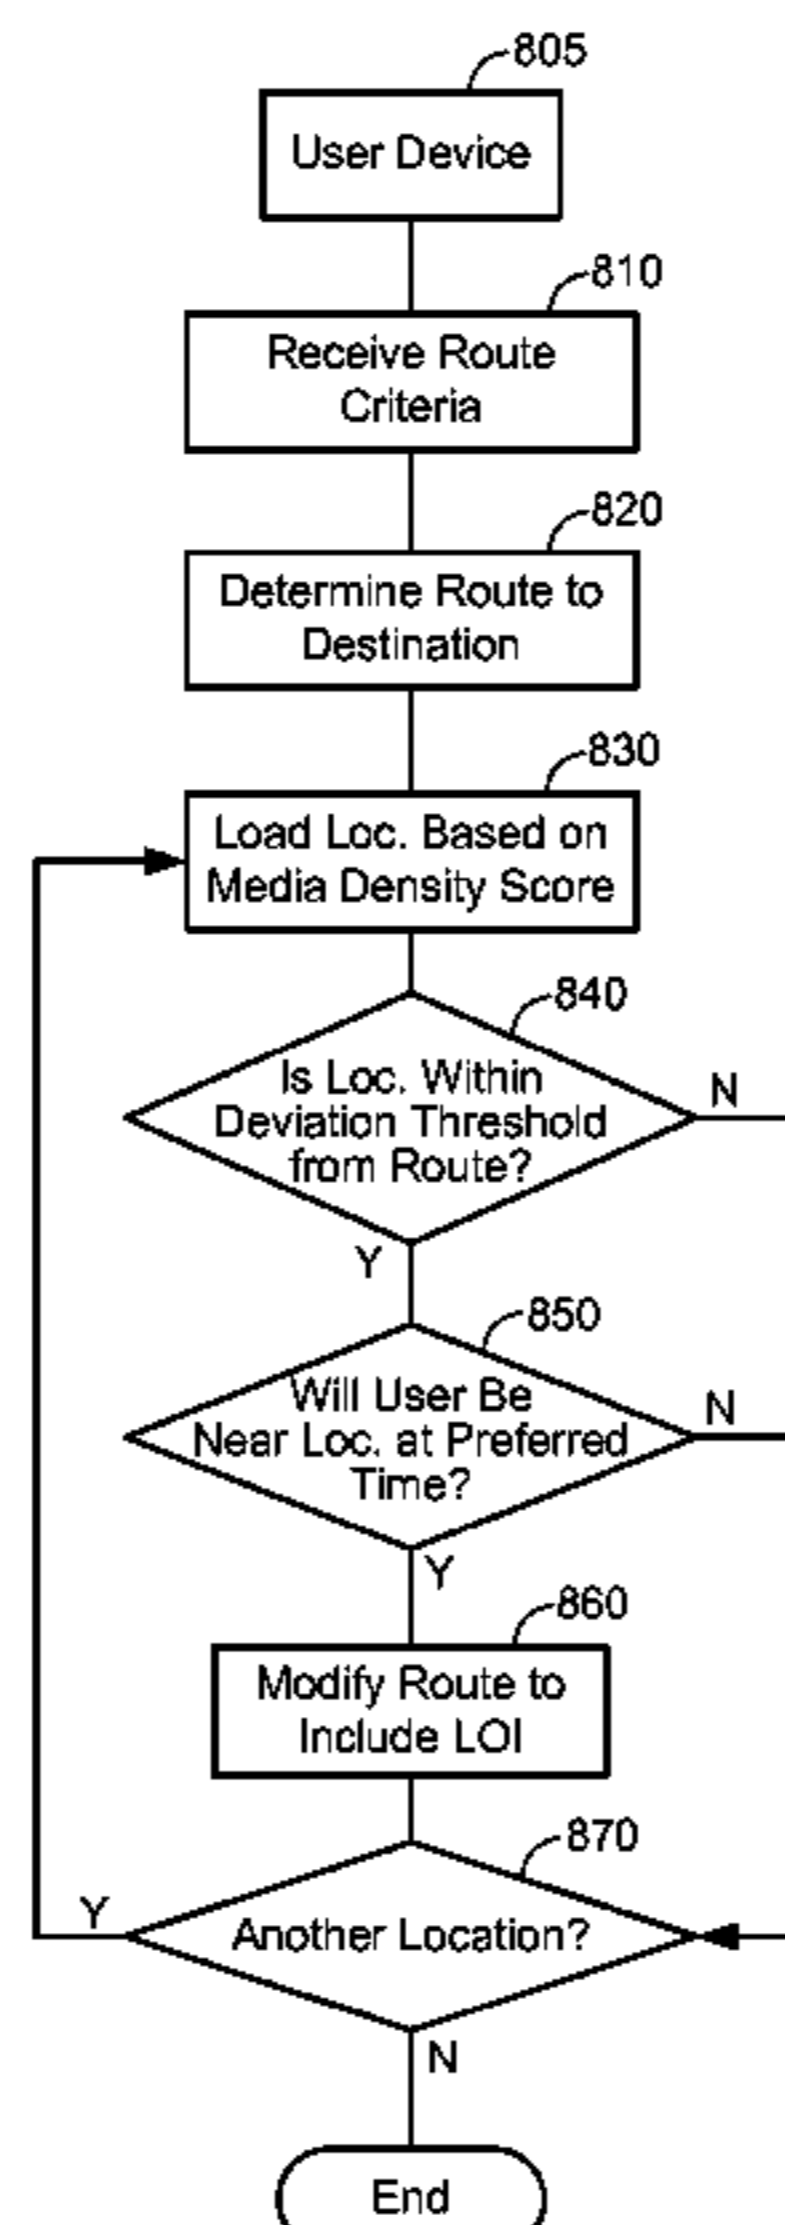 805
User Device
810
Receive Route
Criteria
820
Determine Route to
Destination
830
Load Loc. Based on
Media Density Score
840
Is Loc. Within
Deviation Threshold
from Route?
N
Y
850
Will User Be
Near Loc. at Preferred
Time?
N
Y
860
Modify Route to
Include LOI
870
Another Location?
Y
N
End